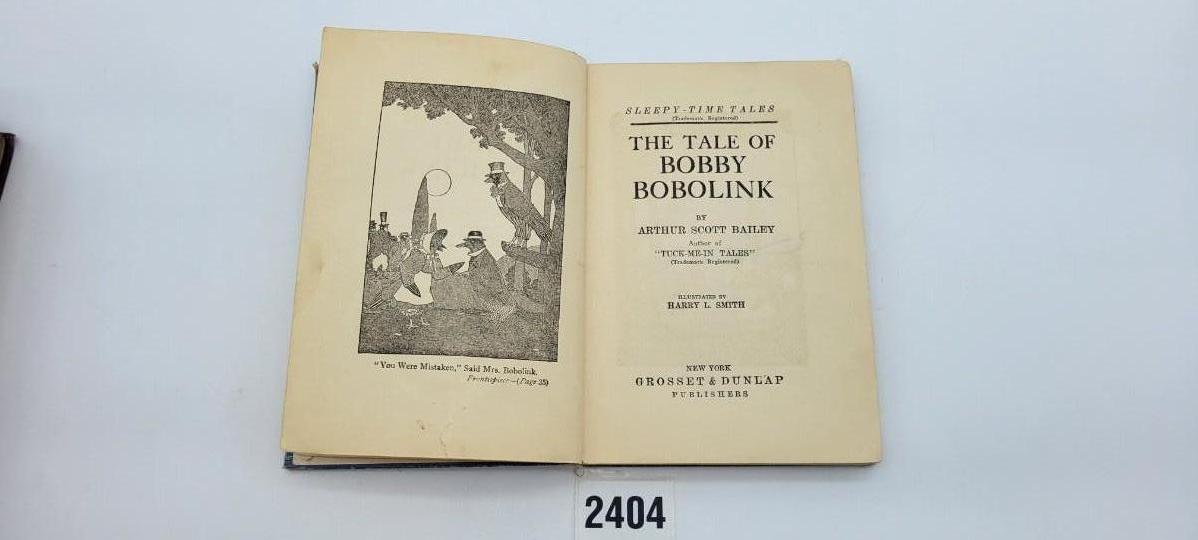 "You Were Mistaken," Said Mrs. Bobolink.
Frontispiece—(Page 35)
SLEEPY-TIME TALES
(Trademark Registered)
THE TALE OF
BOBBY
BOBOLINK
BY
ARTHUR SCOTT BAILEY
Author of
"TUCK-ME-IN TALES"
(Trademark Registered)
ILLUSTRATED BY
HARRY L. SMITH
NEW YORK
GROSSET & DUNLAP
PUBLISHERS
2404